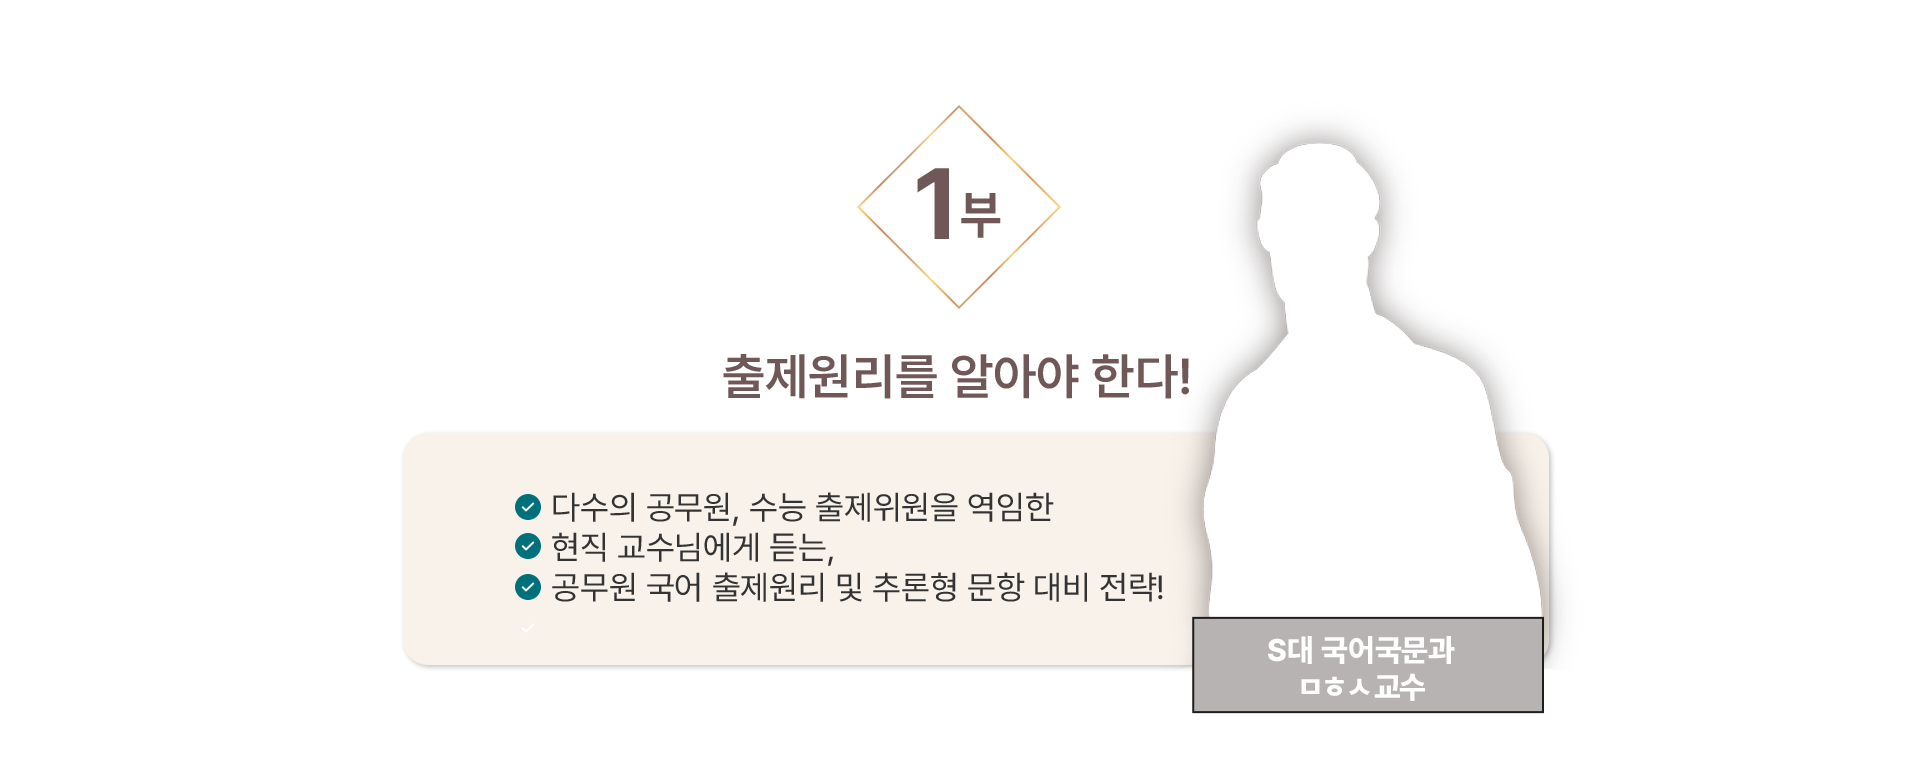 1부
출제원리를 알아야 한다!
다수의 공무원, 수능 출제위원을 역임한
현직 교수님에게 듣는,
공무원 국어 출제원리 및 추론형 문항 대비 전략!
S대 국어국문과
ㅁㅎㅅ교수